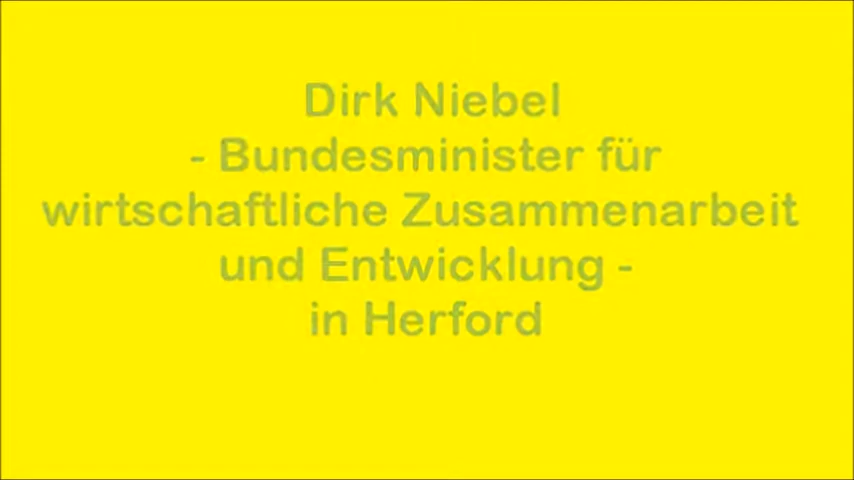 Dirk Niebel
- Bundesminister für
wirtschaftliche Zusammenarbeit
und Entwicklung -
in Herford